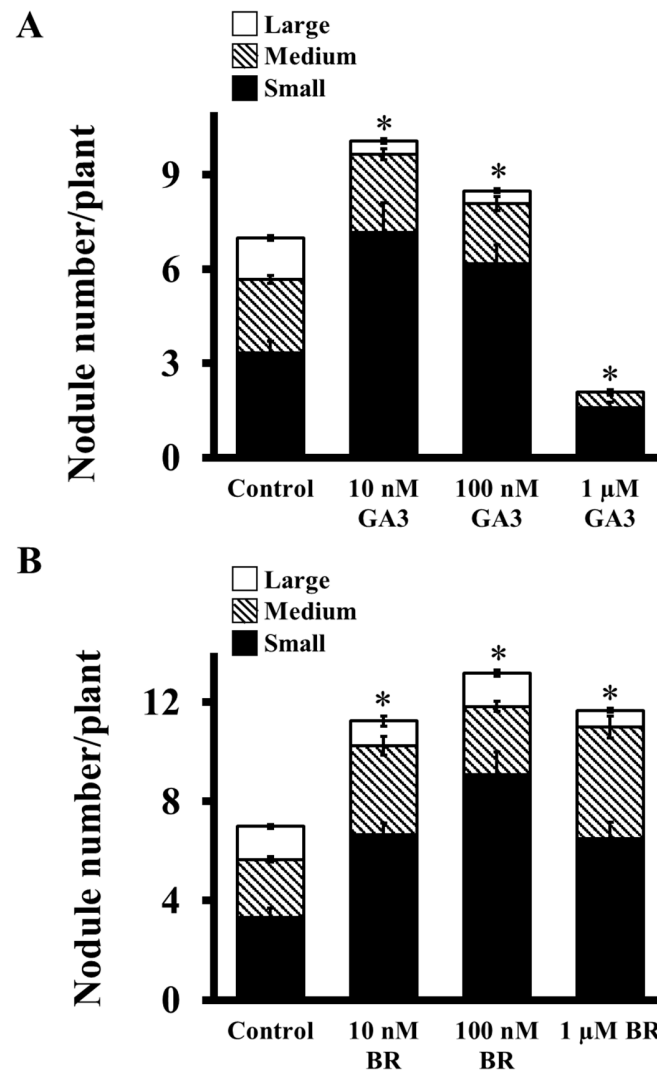 A
Large
Medium
Small
Nodule number/plant
9
6
3
0
*
*
*
Control
10 nM
GA3
100 nM
GA3
1 µM
GA3
B
Large
Medium
Small
Nodule number/plant
12
8
4
0
*
*
*
Control
10 nM
BR
100 nM
BR
1 µM BR